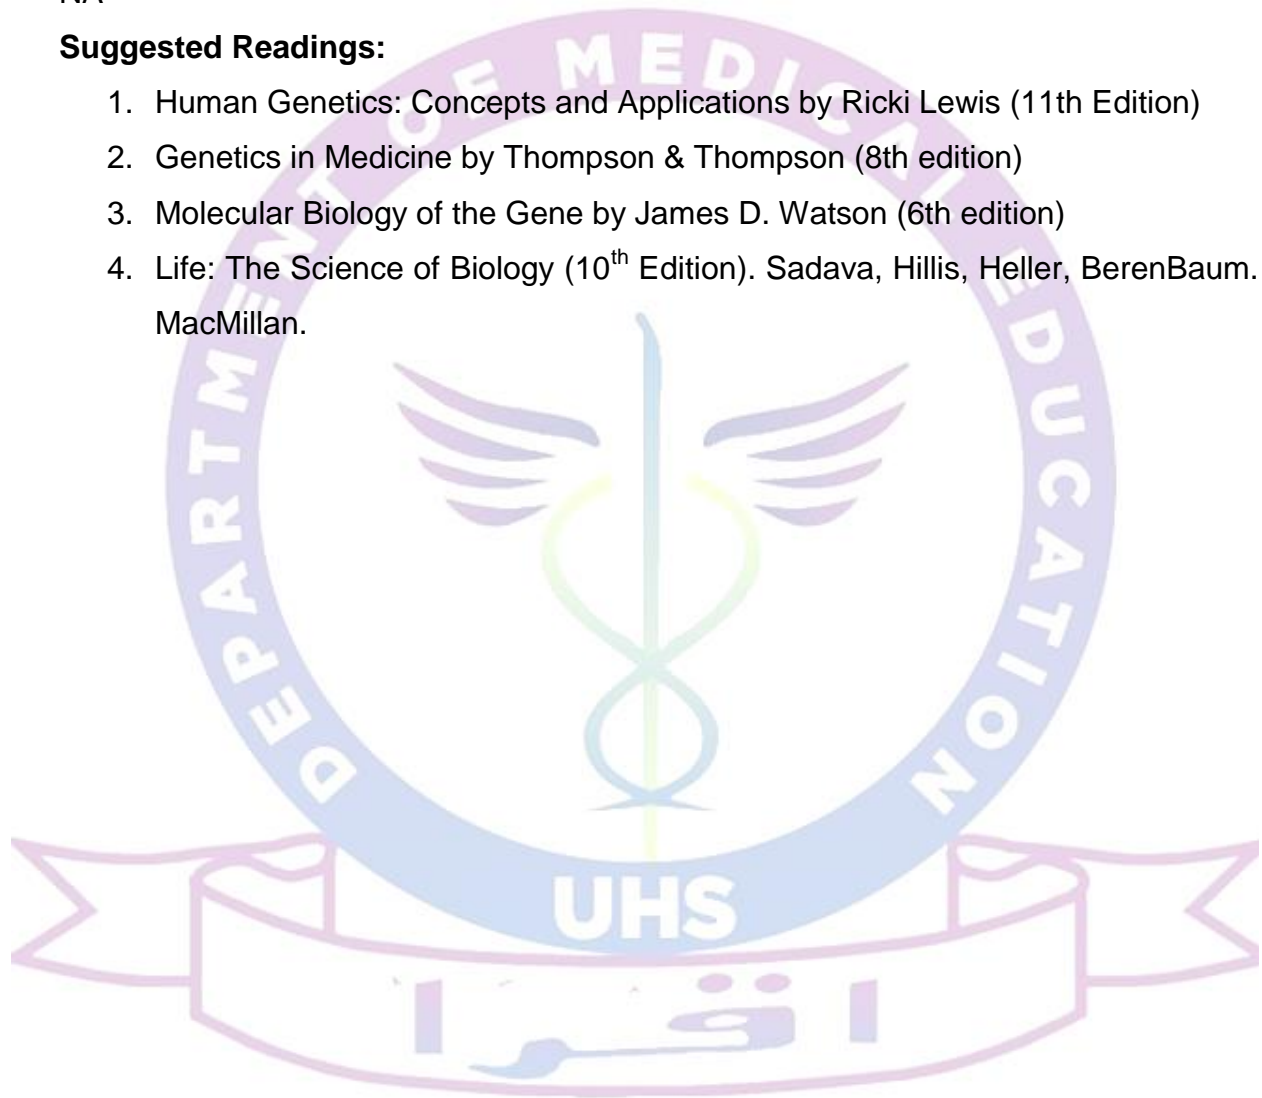 NA
Suggested Readings:
1. Human Genetics: Concepts and Applications by Ricki Lewis (11th Edition)
2. Genetics in Medicine by Thompson & Thompson (8th edition)
3. Molecular Biology of the Gene by James D. Watson (6th edition)
4. Life: The Science of Biology (10th Edition). Sadava, Hillis, Heller, BerenBaum.
MacMillan.
DEPARTMENT OF MEDICAL EDUCATION
UHS
اقرا